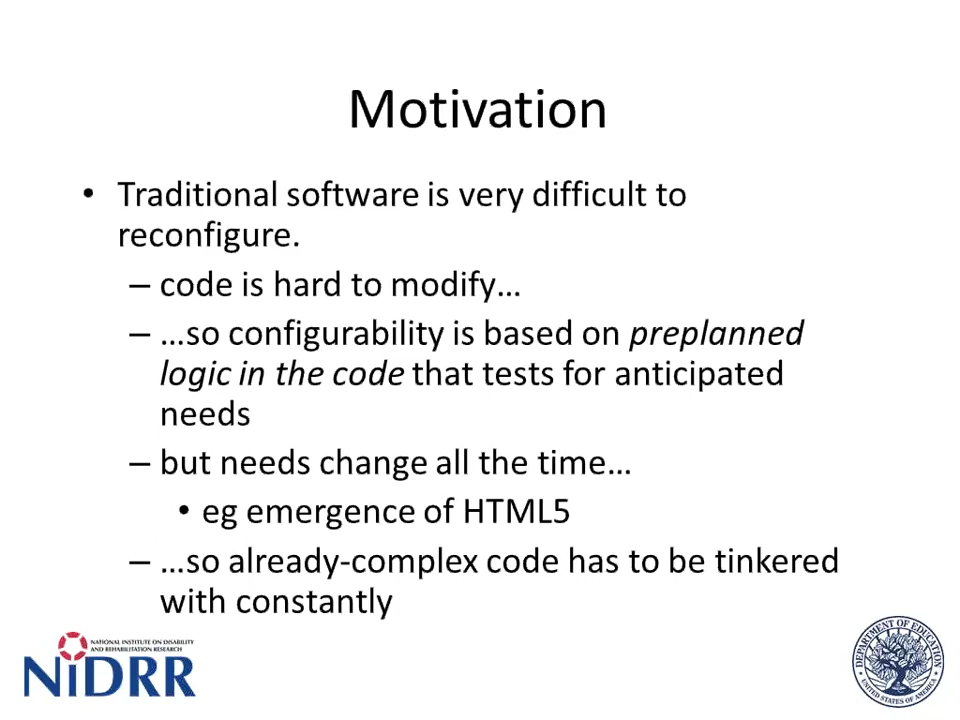 Motivation
• Traditional software is very difficult to
reconfigure.
– code is hard to modify…
– …so configurability is based on preplanned
logic in the code that tests for anticipated
needs
– but needs change all the time…
• eg emergence of HTML5
– …so already-complex code has to be tinkered
with constantly
NATIONAL INSTITUTE ON DISABILITY
AND REHABILITATION RESEARCH
NiDRR
DEPARTMENT OF EDUCATION
UNITED STATES OF AMERICA